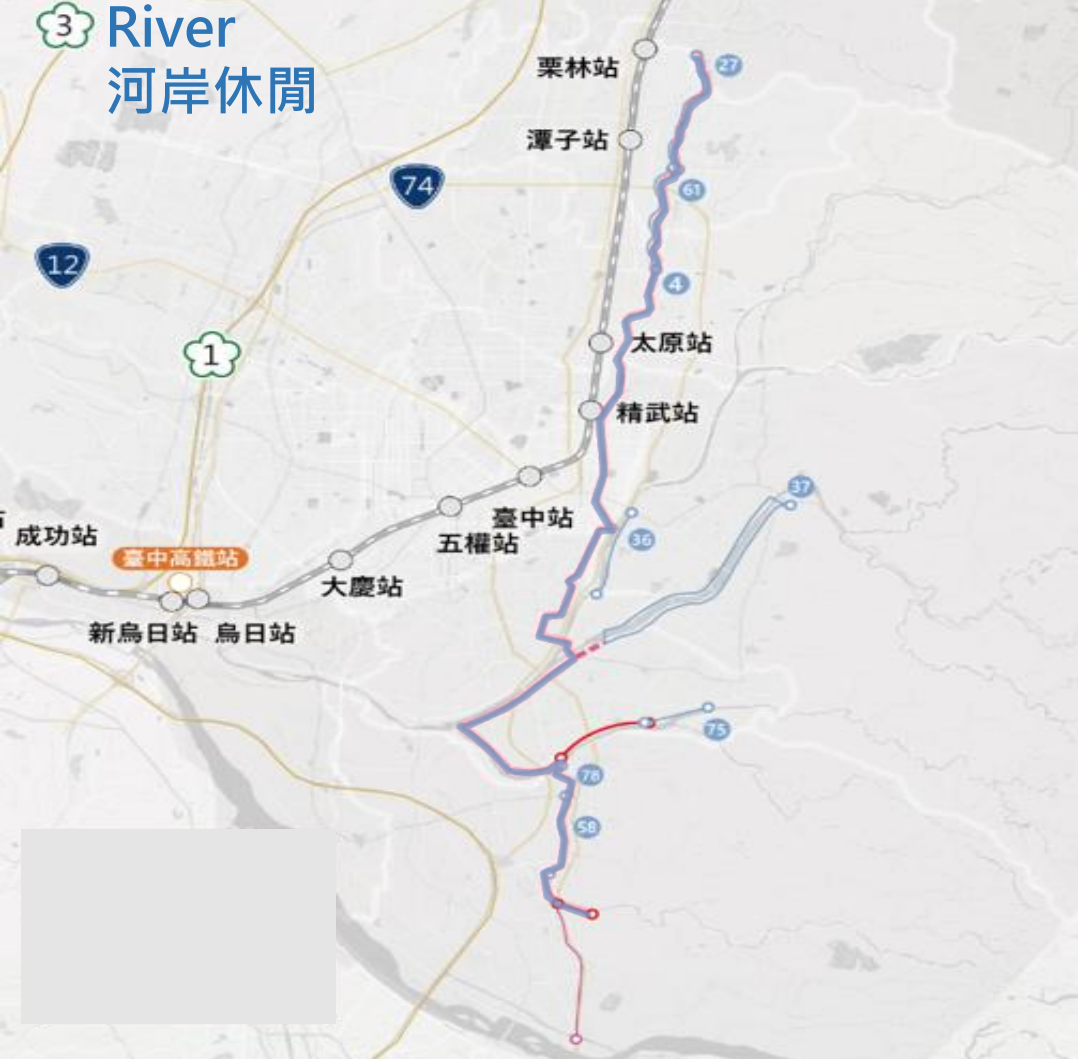 3
River
河岸休閒
栗林站
27
潭子站
74
61
12
4
1
太原站
精武站
37
臺中站
成功站
36
五權站
臺中高鐵站
大慶站
新烏日站
烏日站
75
78
58